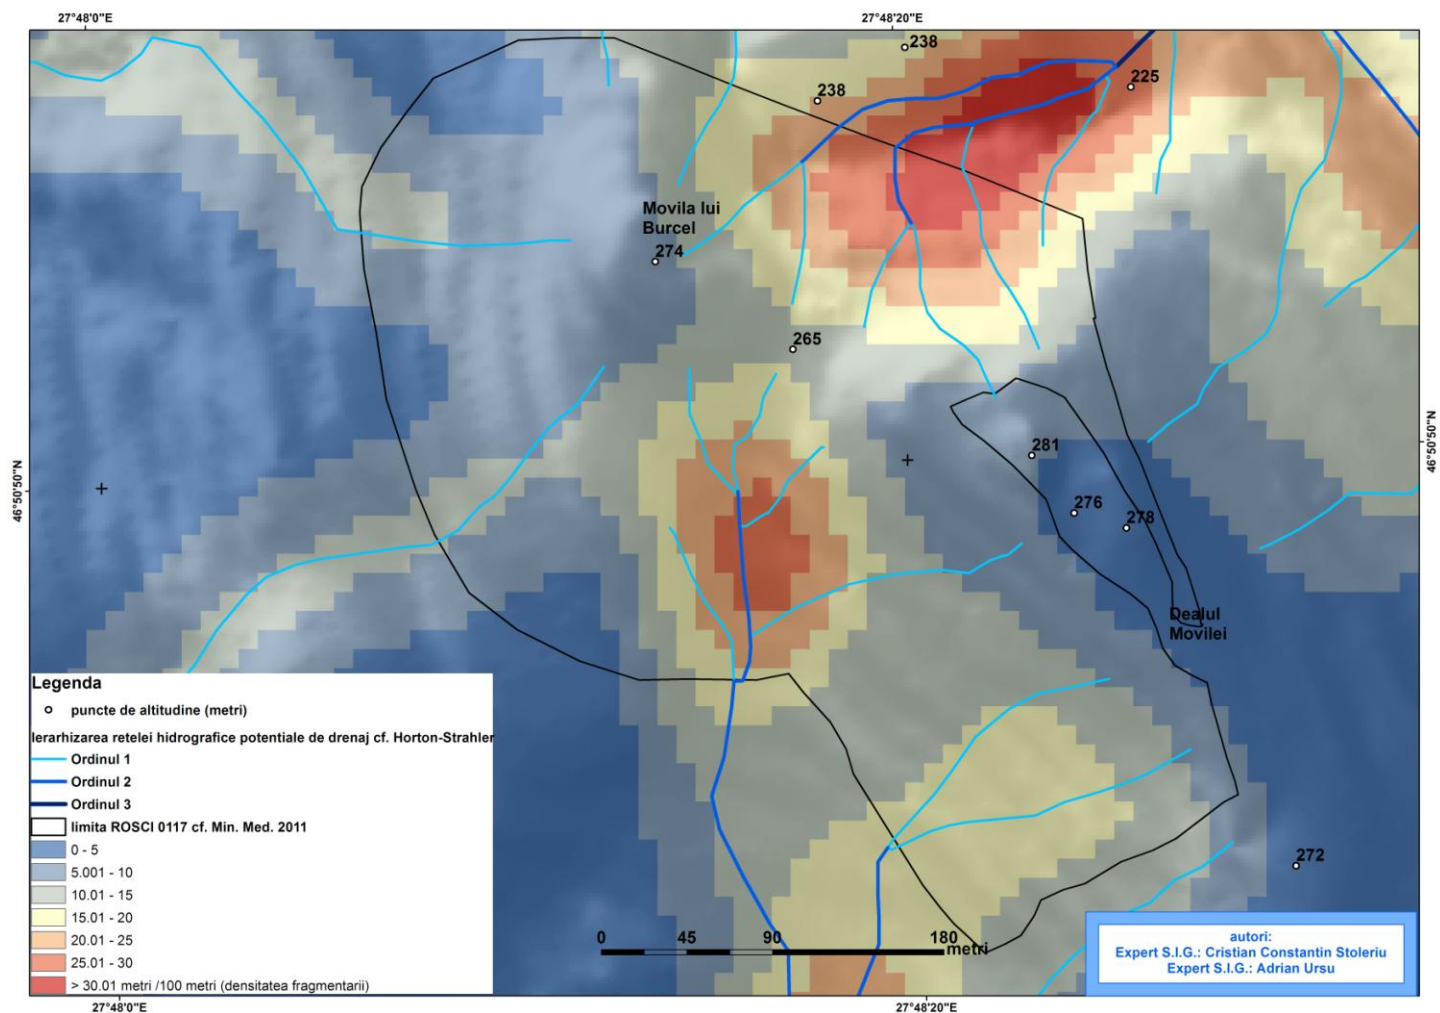 27°48'0"E
27°48'20"E
238
238
225
Movila lui
Burcel
274
265
281
276
278
46°50'50"N
46°50'50"N
Dealul
Movilei
272
Legenda
puncte de altitudine (metri)
Ierarhizarea retelei hidrografice potentiale de drenaj cf. Horton-Strahler
Ordinul 1
Ordinul 2
Ordinul 3
limita ROSCI 0117 cf. Min. Med. 2011
0 - 5
5.001 - 10
10.01 - 15
15.01 - 20
20.01 - 25
25.01 - 30
> 30.01 metri /100 metri (densitatea fragmentarii)
0 45 90 180
metri
autori:
Expert S.I.G.: Cristian Constantin Stoleriu
Expert S.I.G.: Adrian Ursu
27°48'0"E
27°48'20"E